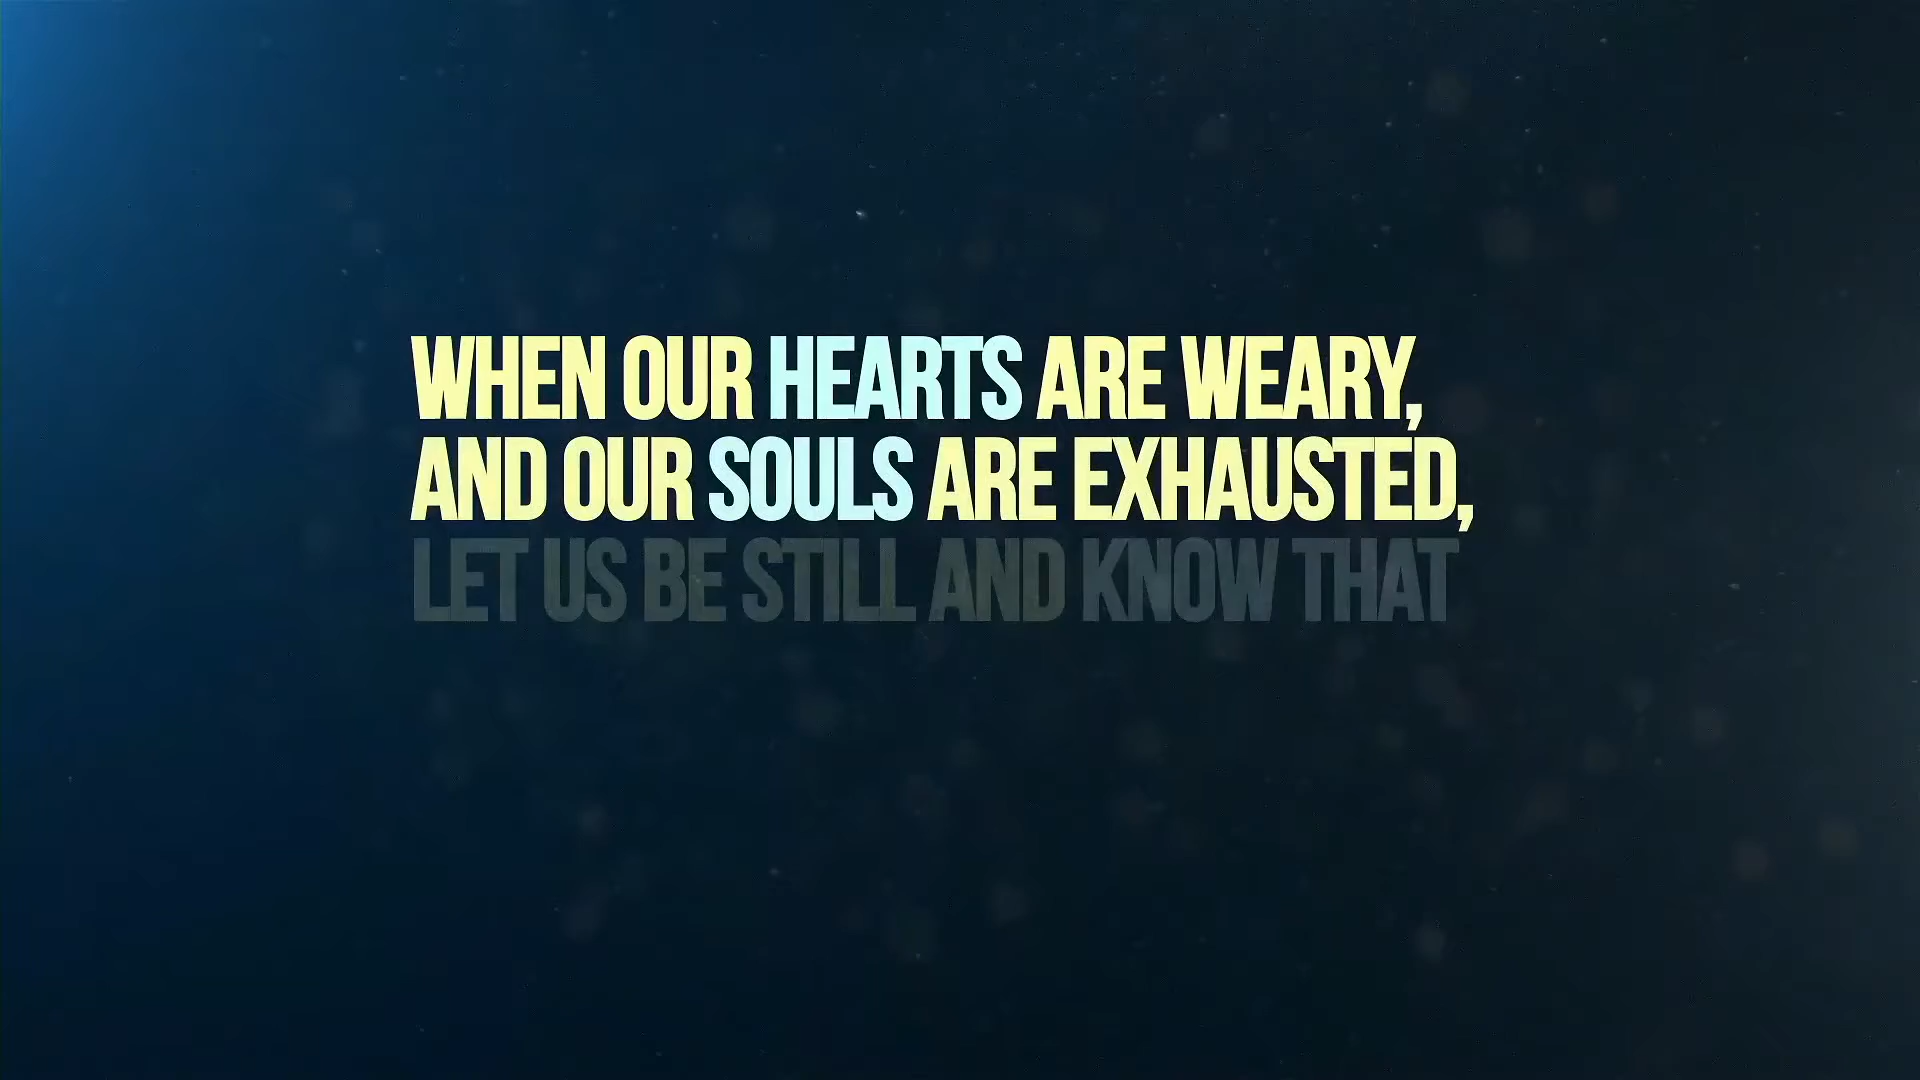 WHEN OUR HEARTS ARE WEARY,
AND OUR SOULS ARE EXHAUSTED,
LET US BE STILL AND KNOW THAT